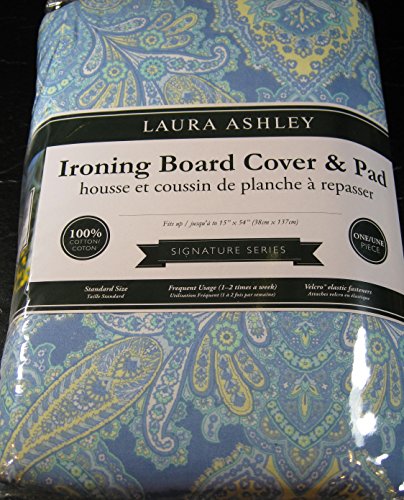 LAURA ASHLEY
Ironing Board Cover & Pad
housse et coussin de planche à repasser
Fits up / jusqu'à to 15" x 54" (38cm x 137cm)
100%
COTTON/
COTON
SIGNATURE SERIES
ONE/UNE
PIECE
Standard Size
Taille Standard
Frequent Usage (1-2 times a week)
Utilisation Fréquent (1 à 2 fois par semaine)
Velcro® elastic fasteners
Attaches velcro en élastique